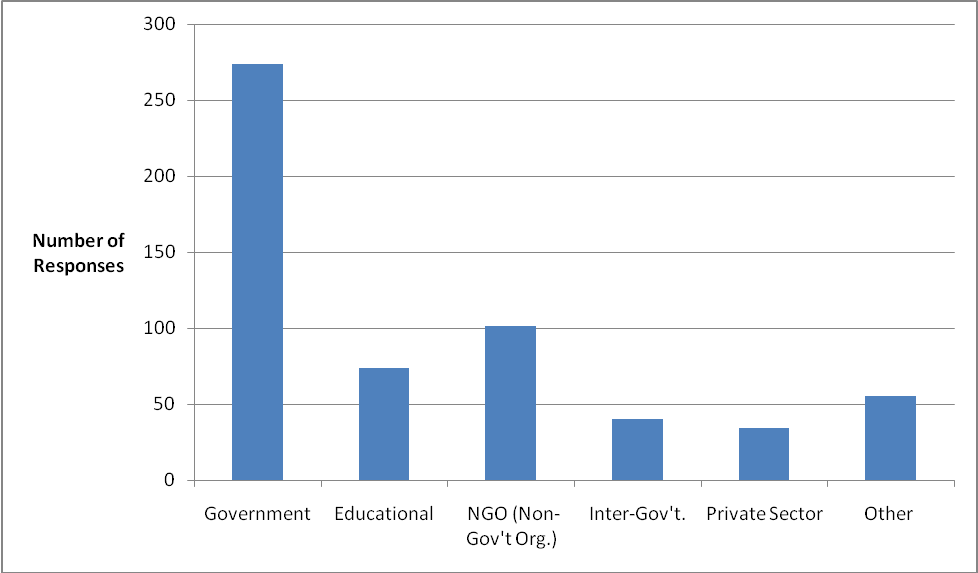 300
250
200
150
100
50
0
Number of
Responses
Government
Educational
NGO (Non-
Gov't Org.)
Inter-Gov't.
Private Sector
Other